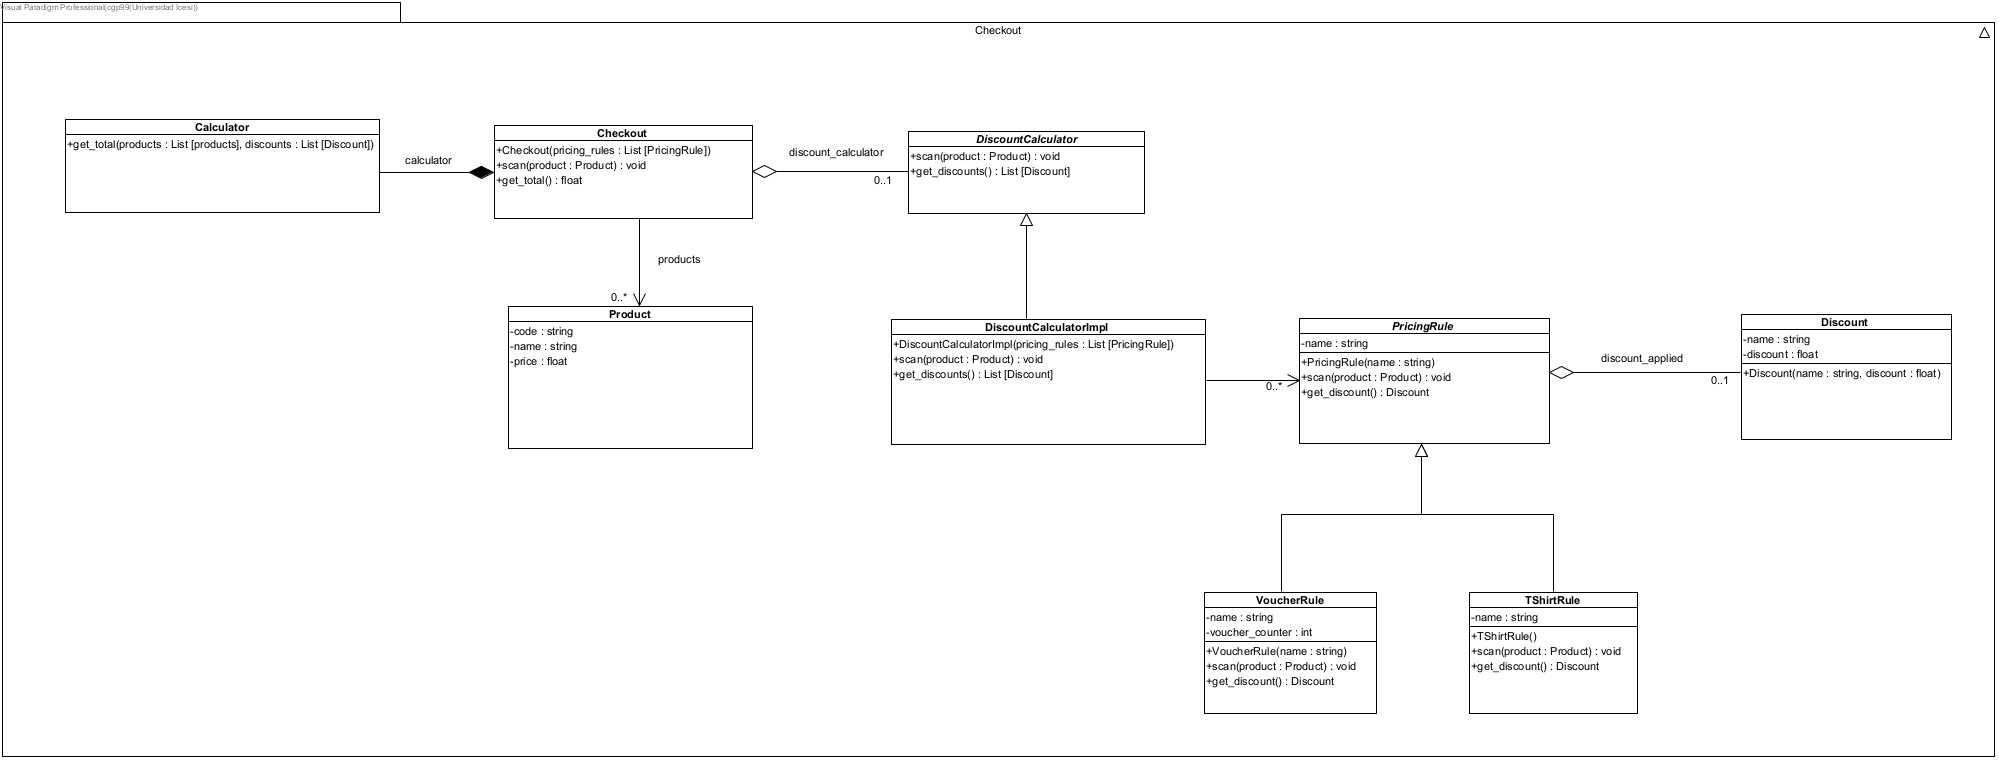 Visual Paradigm Professional(cgp99(Universidad Icesi))
Checkout
Calculator
+get_total(products : List [products], discounts : List [Discount])
calculator
Checkout
+Checkout(pricing_rules : List [PricingRule])
+scan(product : Product) : void
+get_total() : float
discount_calculator
0..1
DiscountCalculator
+scan(product : Product) : void
+get_discounts() : List [Discount]
products
0..*
Product
-code : string
-name : string
-price : float
DiscountCalculatorImpl
+DiscountCalculatorImpl(pricing_rules : List [PricingRule])
+scan(product : Product) : void
+get_discounts() : List [Discount]
0..*
PricingRule
-name : string
+PricingRule(name : string)
+scan(product : Product) : void
+get_discount() : Discount
discount_applied
0..1
Discount
-name : string
-discount : float
+Discount(name : string, discount : float)
VoucherRule
-name : string
-voucher_counter : int
+VoucherRule(name : string)
+scan(product : Product) : void
+get_discount() : Discount
TShirtRule
-name : string
+TShirtRule()
+scan(product : Product) : void
+get_discount() : Discount